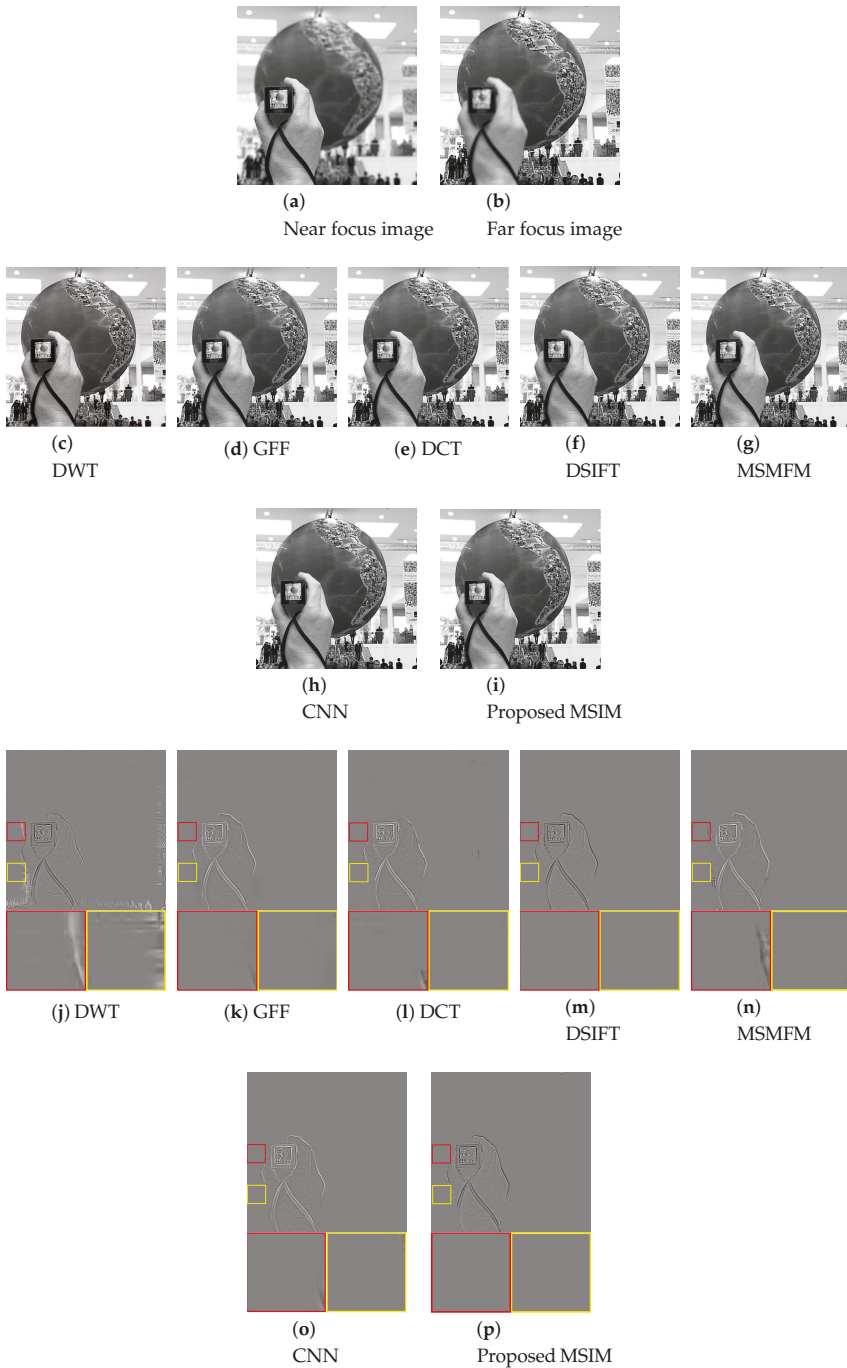 (a)
Near focus image
(b)
Far focus image
(c)
DWT
(d) GFF
(e) DCT
(f)
DSIFT
(g)
MSMFM
(h)
CNN
(i)
Proposed MSIM
(j) DWT
(k) GFF
(l) DCT
(m)
DSIFT
(n)
MSMFM
(o)
CNN
(p)
Proposed MSIM